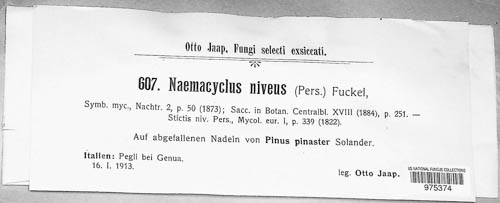 Otto Jaap, Fungi selecti exsiccati.
607. Naemacyclus niveus (Pers.) Fuckel,
Symb. myc., Nachtr. 2, p. 50 (1873); Sacc. in Botan. Centralbl. XVIII (1884), p. 251. —
Stictis niv. Pers., Mycol. eur. I, p. 339 (1822).
Auf abgefallenen Nadeln von Pinus pinaster Solander.
Italien: Pegli bei Genua.
16. I. 1913.
leg. Otto Jaap.
US NATIONAL FUNGUS COLLECTIONS
975374